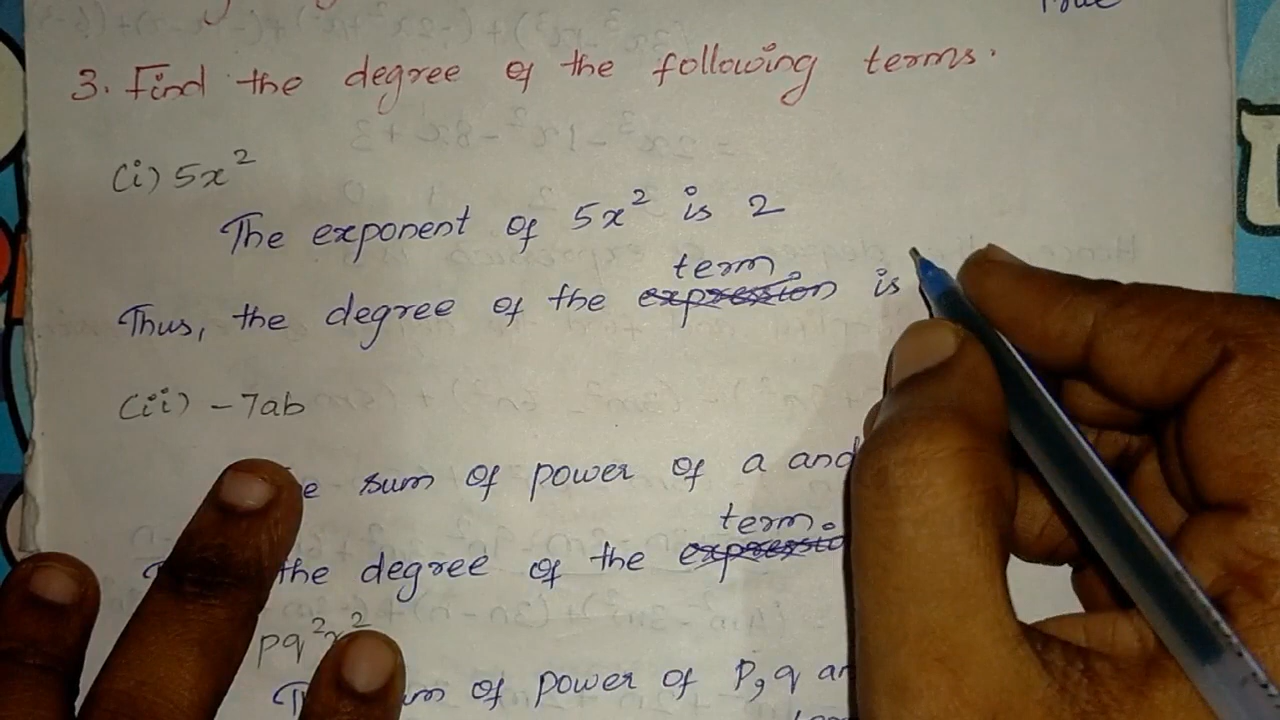 3. Find the degree of the following terms.
(i) 5x²
The exponent of 5x² is 2
term.
Thus, the degree of the expression is
(ii) -7ab
sum of power of a and
term.
the degree of the
pq²
of power of p, q